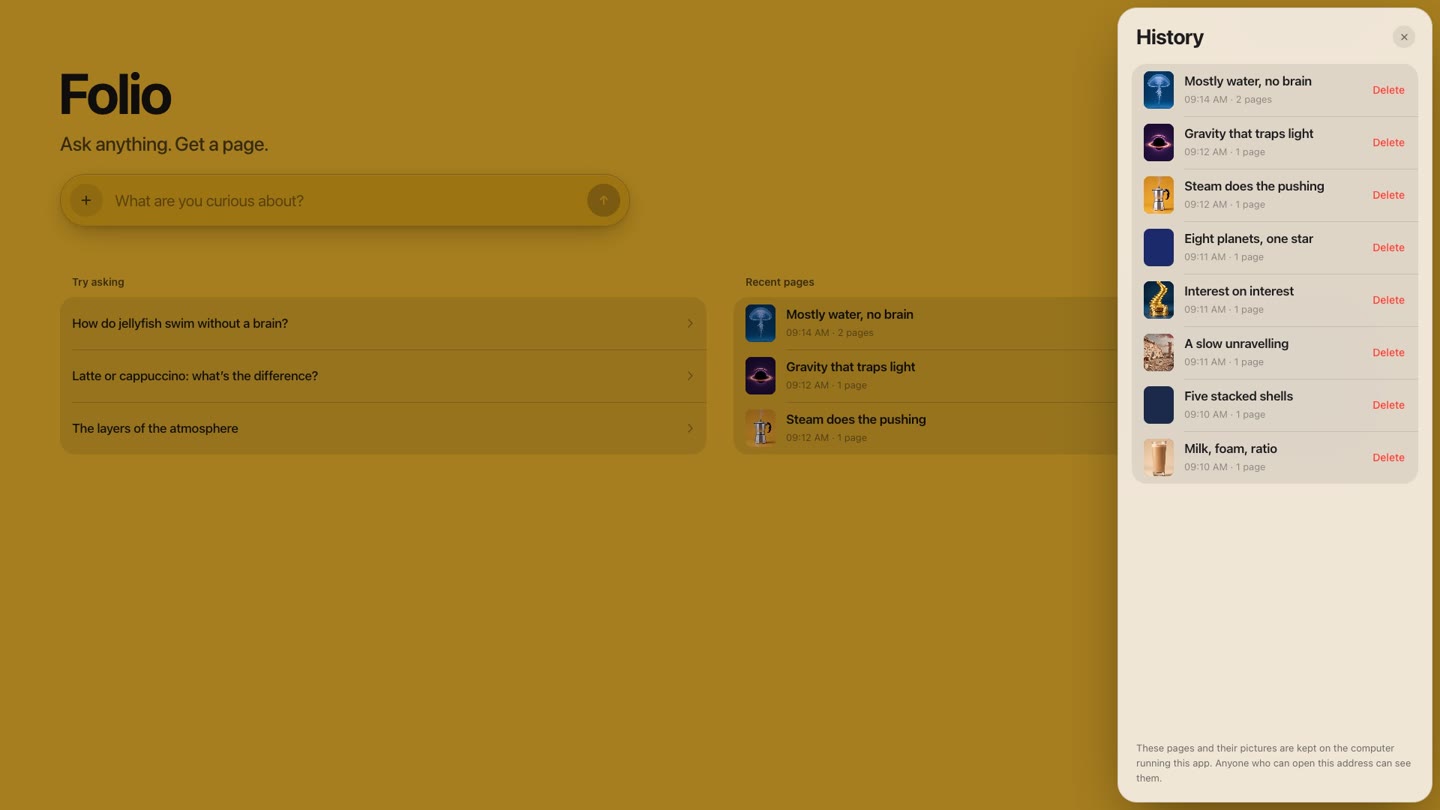 Folio
Ask anything. Get a page.
What are you curious about?
Try asking
How do jellyfish swim without a brain?
Latte or cappuccino: what's the difference?
The layers of the atmosphere
Recent pages
Mostly water, no brain
09:14 AM · 2 pages
Gravity that traps light
09:12 AM · 1 page
Steam does the pushing
09:12 AM · 1 page
History
Mostly water, no brain
09:14 AM · 2 pages
Delete
Gravity that traps light
09:12 AM · 1 page
Delete
Steam does the pushing
09:12 AM · 1 page
Delete
Eight planets, one star
09:11 AM · 1 page
Delete
Interest on interest
09:11 AM · 1 page
Delete
A slow unravelling
09:11 AM · 1 page
Delete
Five stacked shells
09:10 AM · 1 page
Delete
Milk, foam, ratio
09:10 AM · 1 page
Delete
These pages and their pictures are kept on the computer
running this app. Anyone who can open this address can see
them.